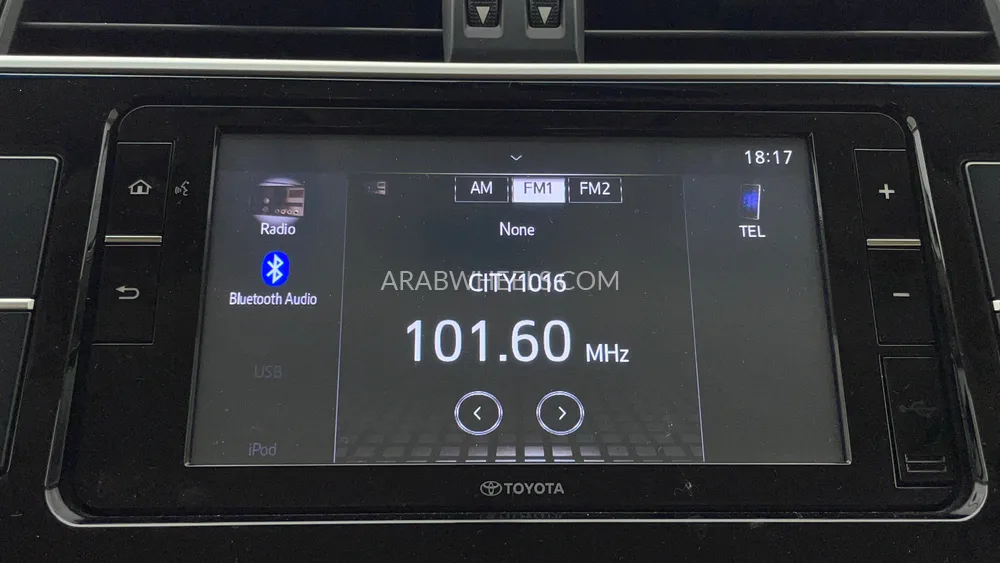 18:17
AM FM1 FM2
Radio
TEL
None
Bluetooth Audio
CITY1016
ARABWHEELS.COM
101.60 MHz
USB
iPod
TOYOTA